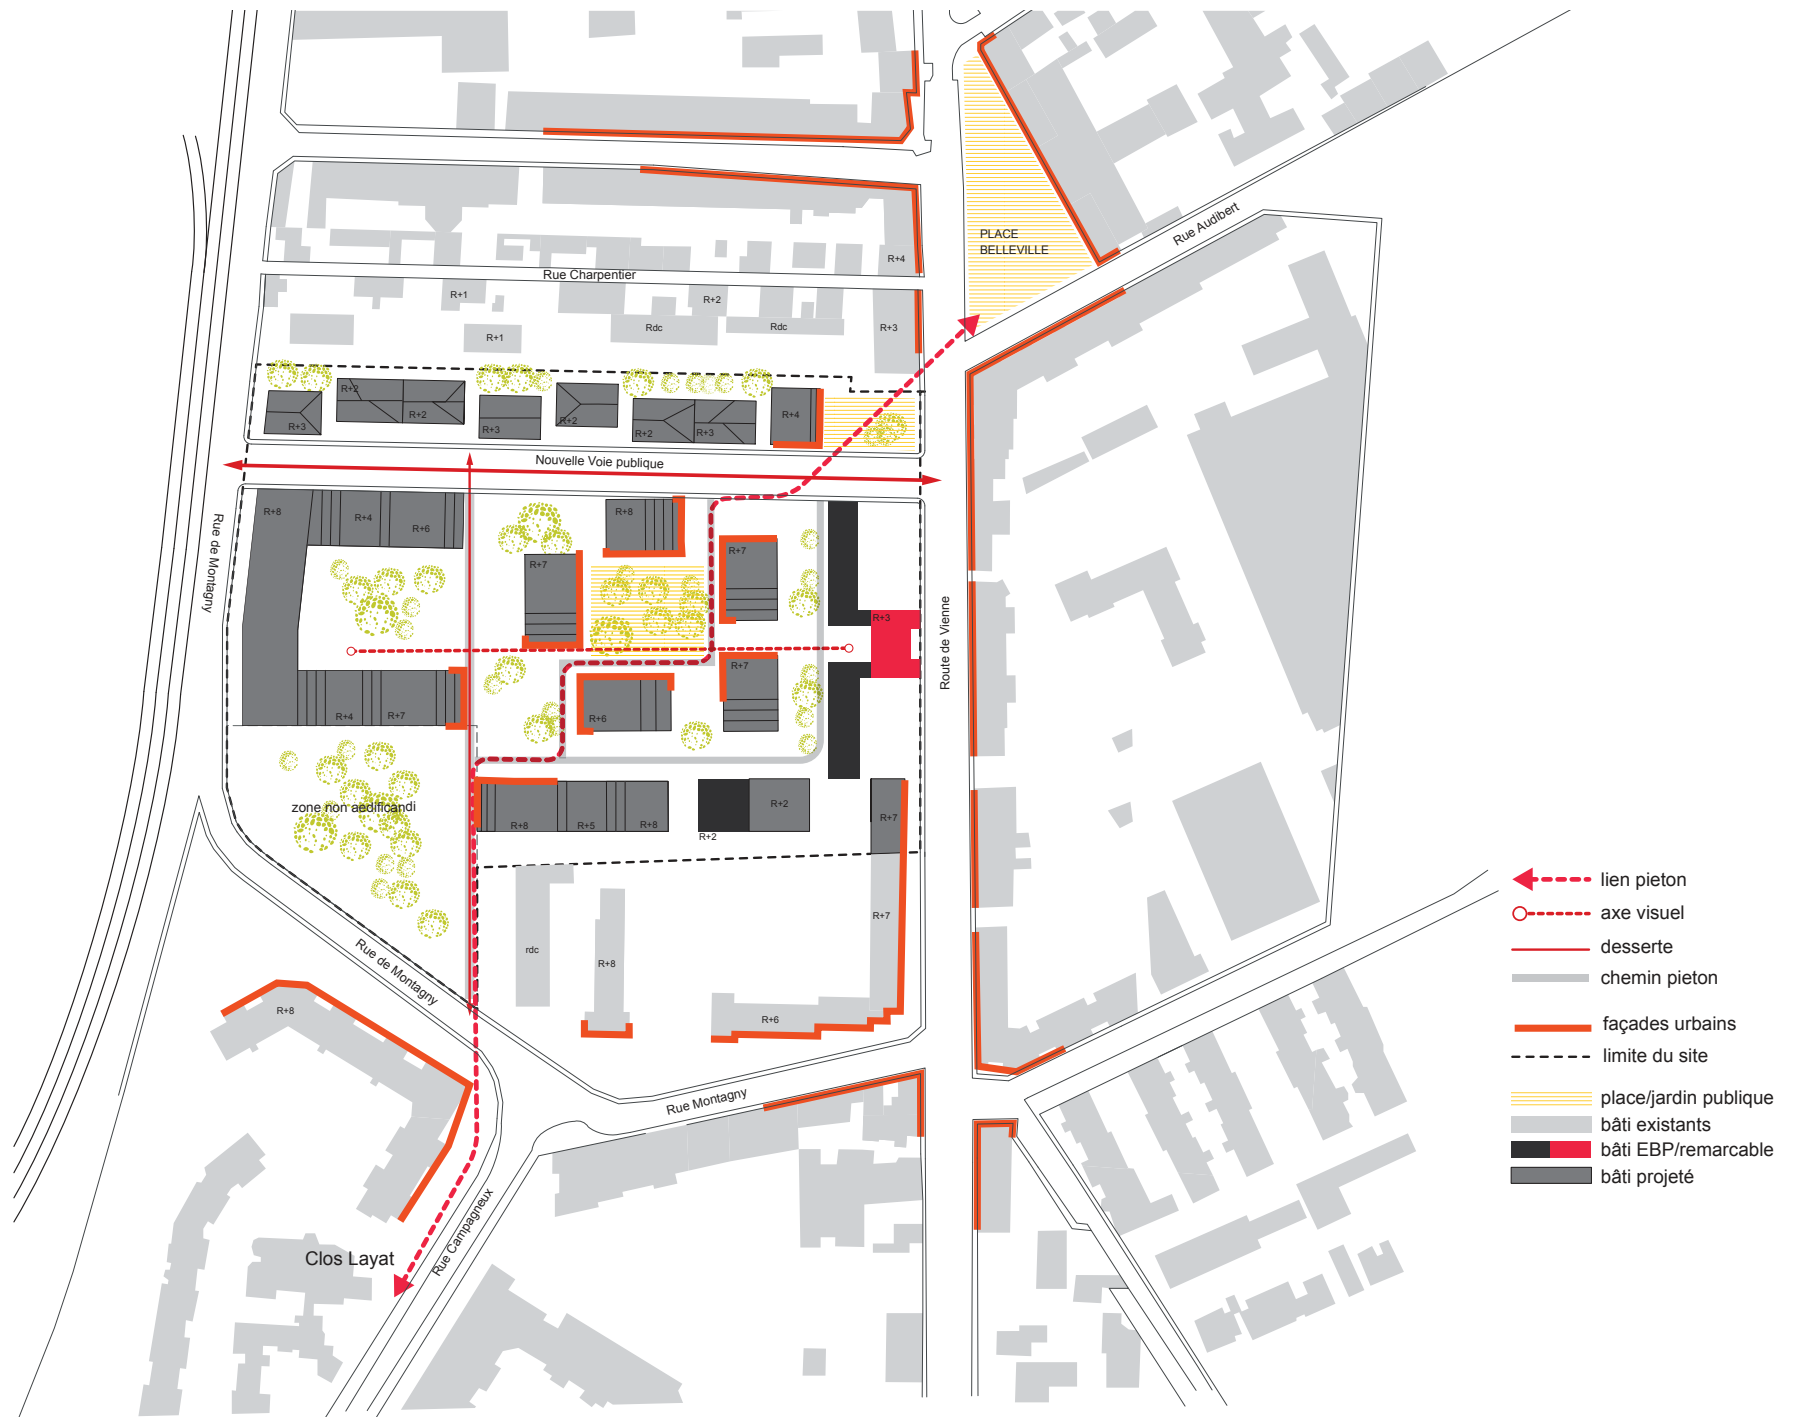 PLACE
BELLEVILLE
Rue Audibert
R+4
Rue Charpentier
R+1
R+2
R+1
Rdc
Rdc
R+3
R+2
R+3
R+2
R+3
R+2
R+2
R+3
R+4
Nouvelle Voie publique
Rue de Montagny
R+8
R+4
R+6
R+8
R+7
R+7
R+3
Route de Vienne
R+7
R+4
R+7
R+6
zone non aedificandi
R+8
R+5
R+8
R+2
R+2
R+7
R+7
rdc
R+8
R+6
Rue de Montagny
R+8
Rue Montagny
Rue Campagneux
Clos Layat
lien pieton
axe visuel
desserte
chemin pieton
façades urbains
limite du site
place/jardin publique
bâti existants
bâti EBP/remarcable
bâti projeté